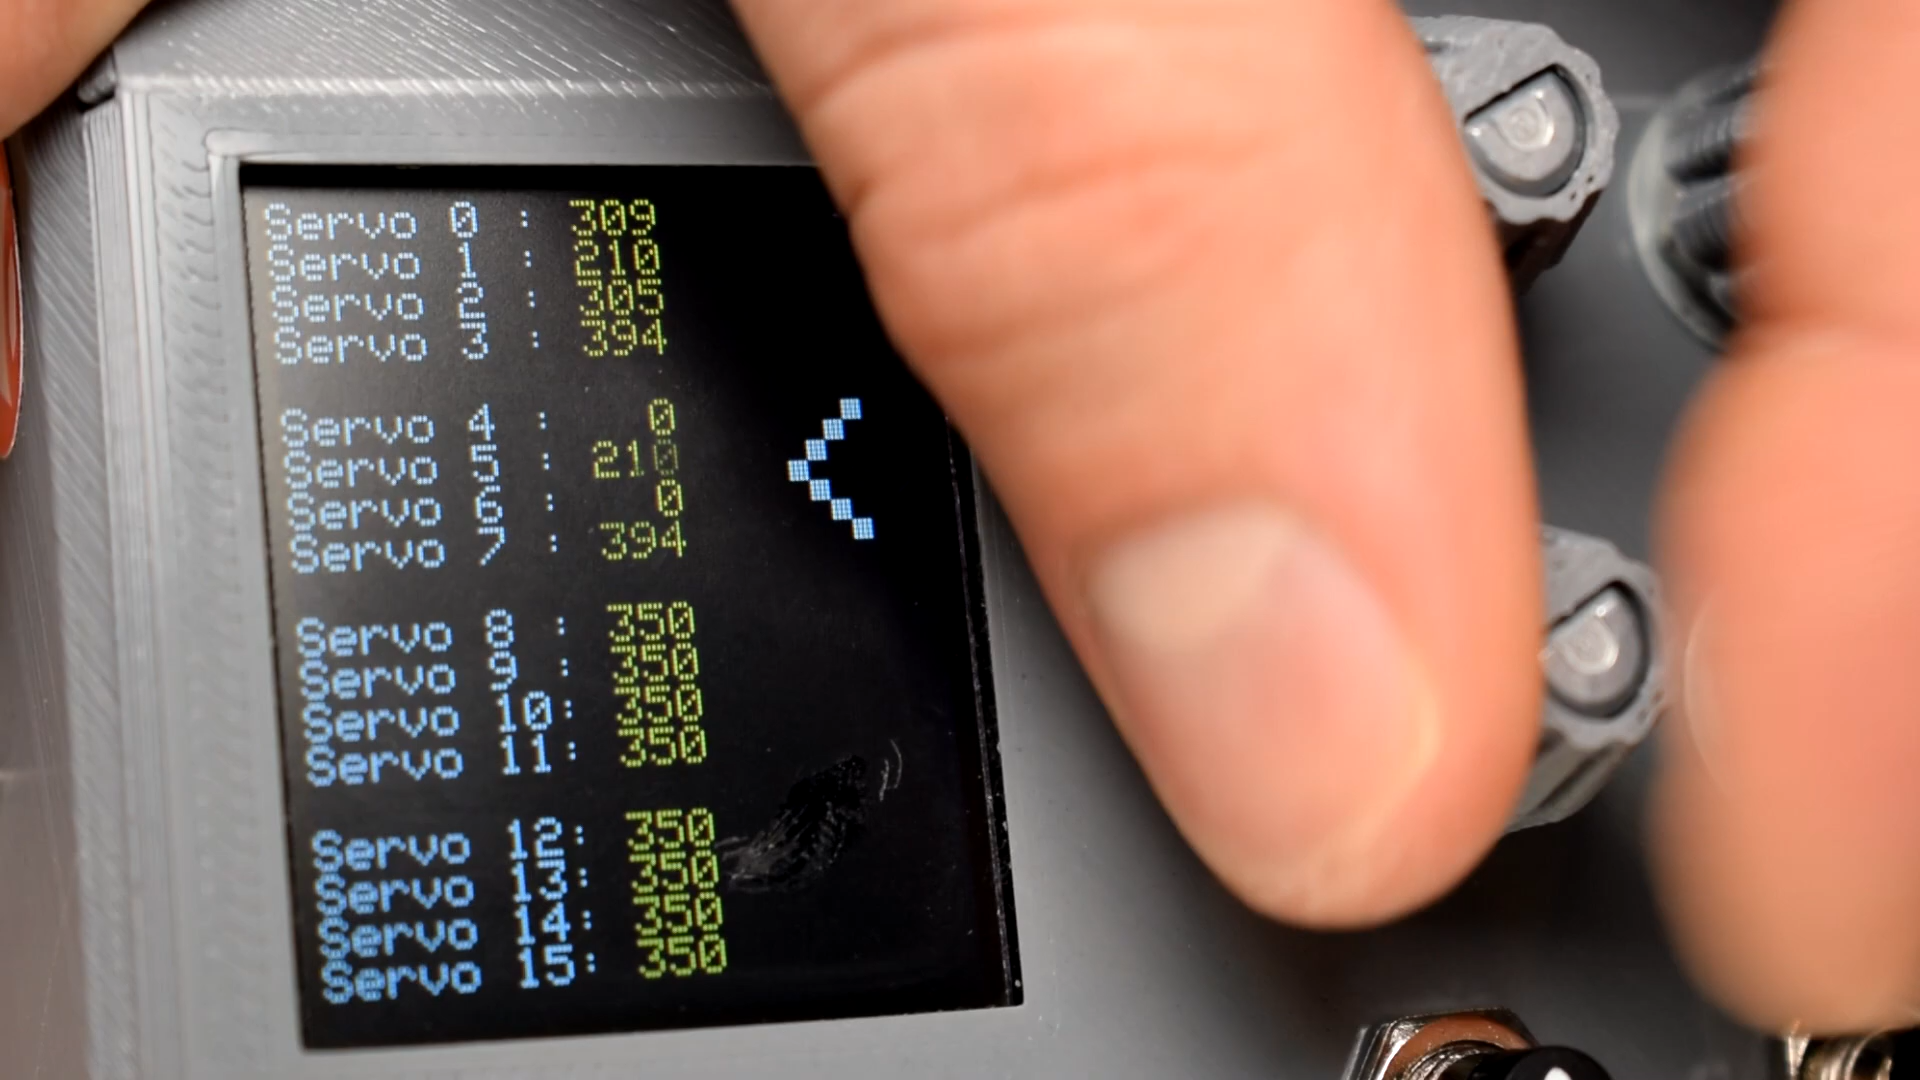 Servo 0 : 309
Servo 1 : 210
Servo 2 : 305
Servo 3 : 394
Servo 4 : 0
Servo 5 : 210
Servo 6 : 0
Servo 7 : 394
<
Servo 8 : 350
Servo 9 : 350
Servo 10: 350
Servo 11: 350
Servo 12: 350
Servo 13: 350
Servo 14: 350
Servo 15: 350